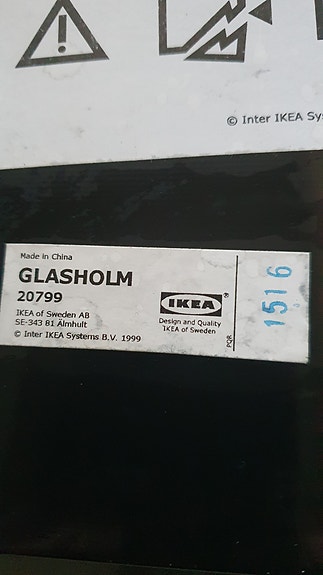 © Inter IKEA Sys
Made in China
GLASHOLM
20799
IKEA of Sweden AB
SE-343 81 Älmhult
© Inter IKEA Systems B.V. 1999
IKEA®
Design and Quality
IKEA of Sweden
PQR
1516